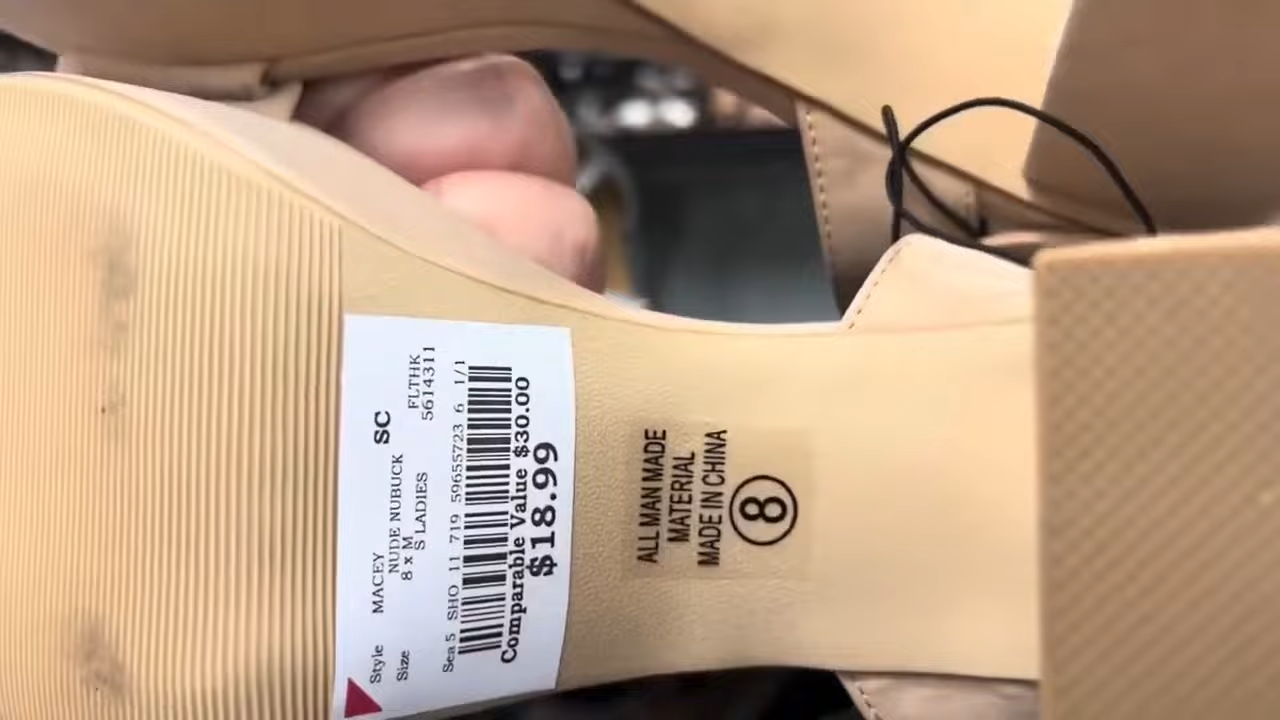 SC
Style MACEY
NUDE NUBUCK FLTHK
Size 8 x M 5614311
S LADIES
Sea 5 SHO 11 719 59655723 6 1/1
Comparable Value $30.00
$18.99
ALL MAN MADE
MATERIAL
MADE IN CHINA
8